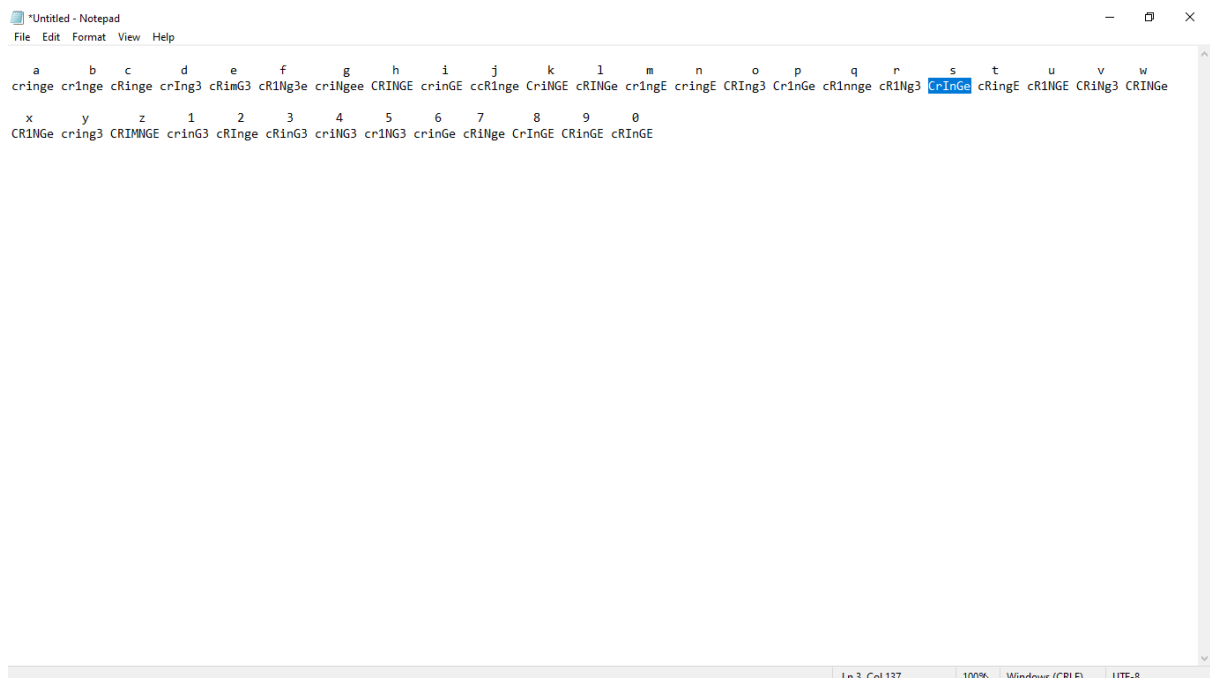 *Untitled - Notepad
File Edit Format View Help
a b c d e f g h i j k l m n o p q r s t u v w
cringe cr1nge cRinge crIng3 cRimG3 cR1Ng3e criNgee CRINGE crinGE ccR1nge CriNGE cRINGe cr1ngE cringE CRIng3 Cr1nGe cR1nnge cR1Ng3 CrInGe cRingE cR1NGE CRiNg3 CRINGe
x y z 1 2 3 4 5 6 7 8 9 0
CR1NGe cring3 CRIMNGE crinG3 cRInge cRinG3 criNG3 cr1NG3 crinGe cRiNge CrInGE CRinGE cRInGE
Ln 3, Col 137 100% Windows (CRLF) UTF-8